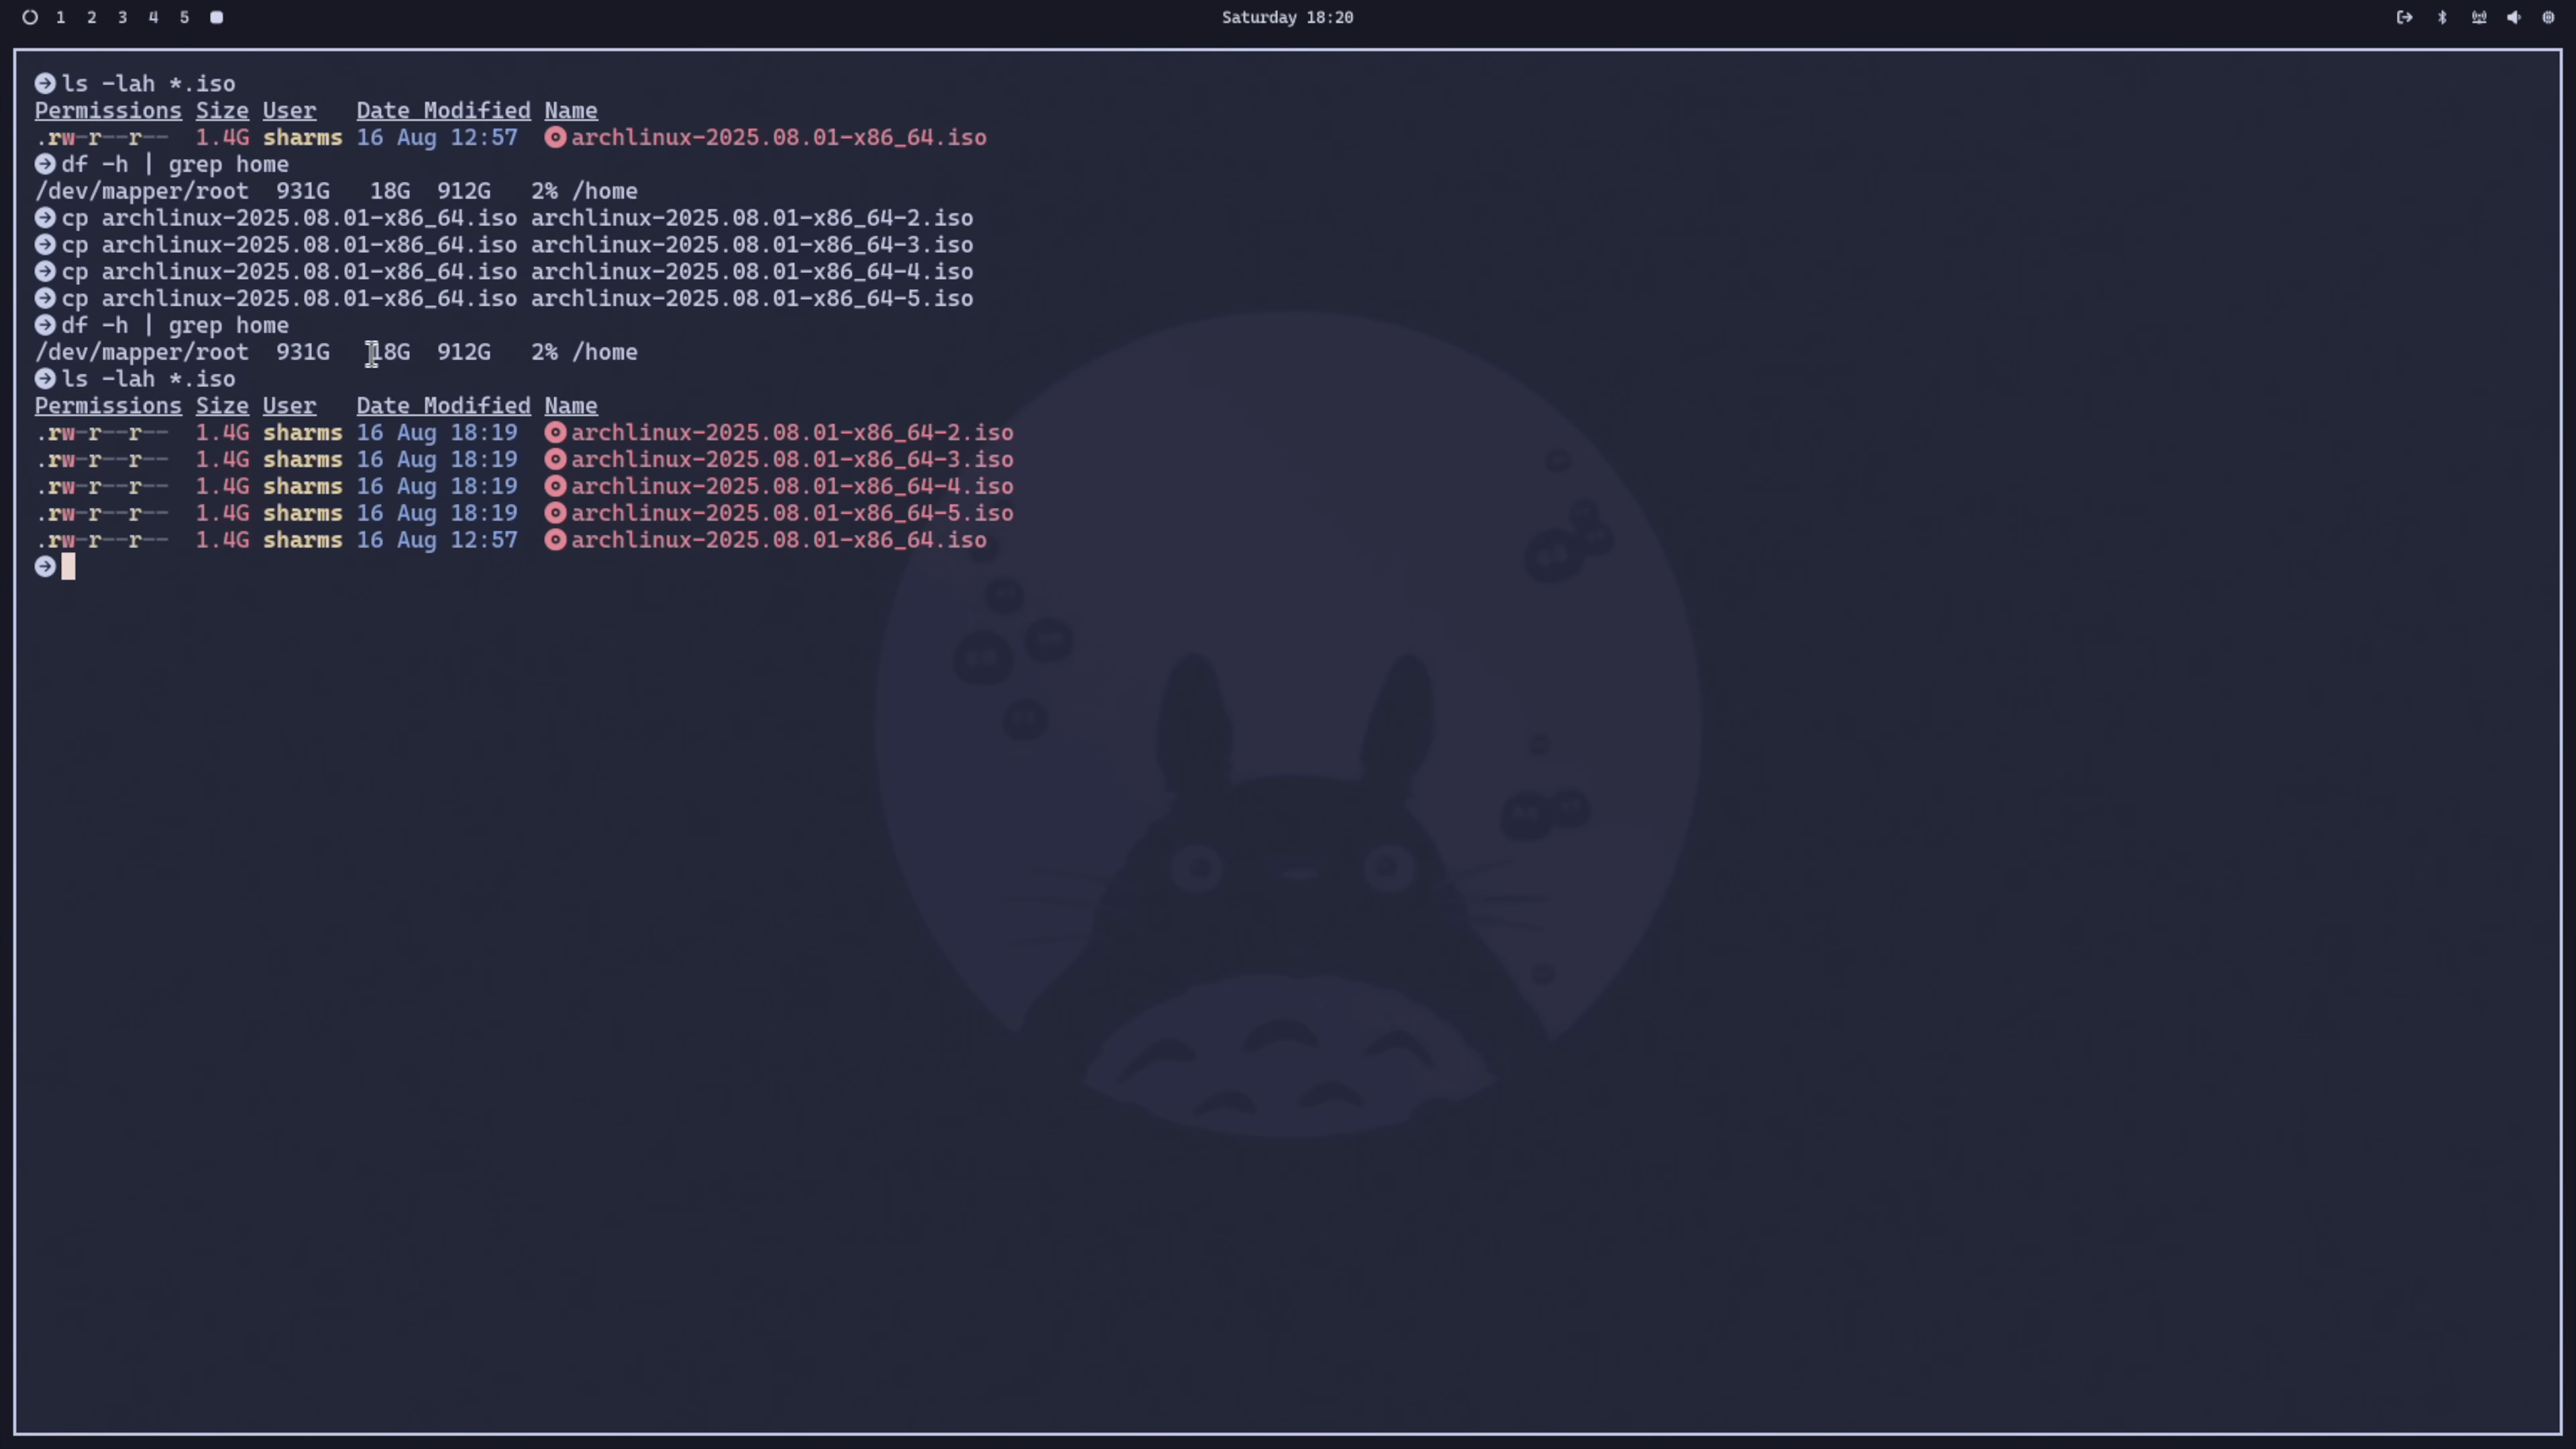 1 2 3 4 5 Saturday 18:20
ls -lah *.iso
Permissions Size User Date Modified Name
.rw-r--r-- 1.4G sharms 16 Aug 12:57 archlinux-2025.08.01-x86_64.iso
df -h | grep home
/dev/mapper/root 931G 18G 912G 2% /home
cp archlinux-2025.08.01-x86_64.iso archlinux-2025.08.01-x86_64-2.iso
cp archlinux-2025.08.01-x86_64.iso archlinux-2025.08.01-x86_64-3.iso
cp archlinux-2025.08.01-x86_64.iso archlinux-2025.08.01-x86_64-4.iso
cp archlinux-2025.08.01-x86_64.iso archlinux-2025.08.01-x86_64-5.iso
df -h | grep home
/dev/mapper/root 931G 18G 912G 2% /home
ls -lah *.iso
Permissions Size User Date Modified Name
.rw-r--r-- 1.4G sharms 16 Aug 18:19 archlinux-2025.08.01-x86_64-2.iso
.rw-r--r-- 1.4G sharms 16 Aug 18:19 archlinux-2025.08.01-x86_64-3.iso
.rw-r--r-- 1.4G sharms 16 Aug 18:19 archlinux-2025.08.01-x86_64-4.iso
.rw-r--r-- 1.4G sharms 16 Aug 18:19 archlinux-2025.08.01-x86_64-5.iso
.rw-r--r-- 1.4G sharms 16 Aug 12:57 archlinux-2025.08.01-x86_64.iso